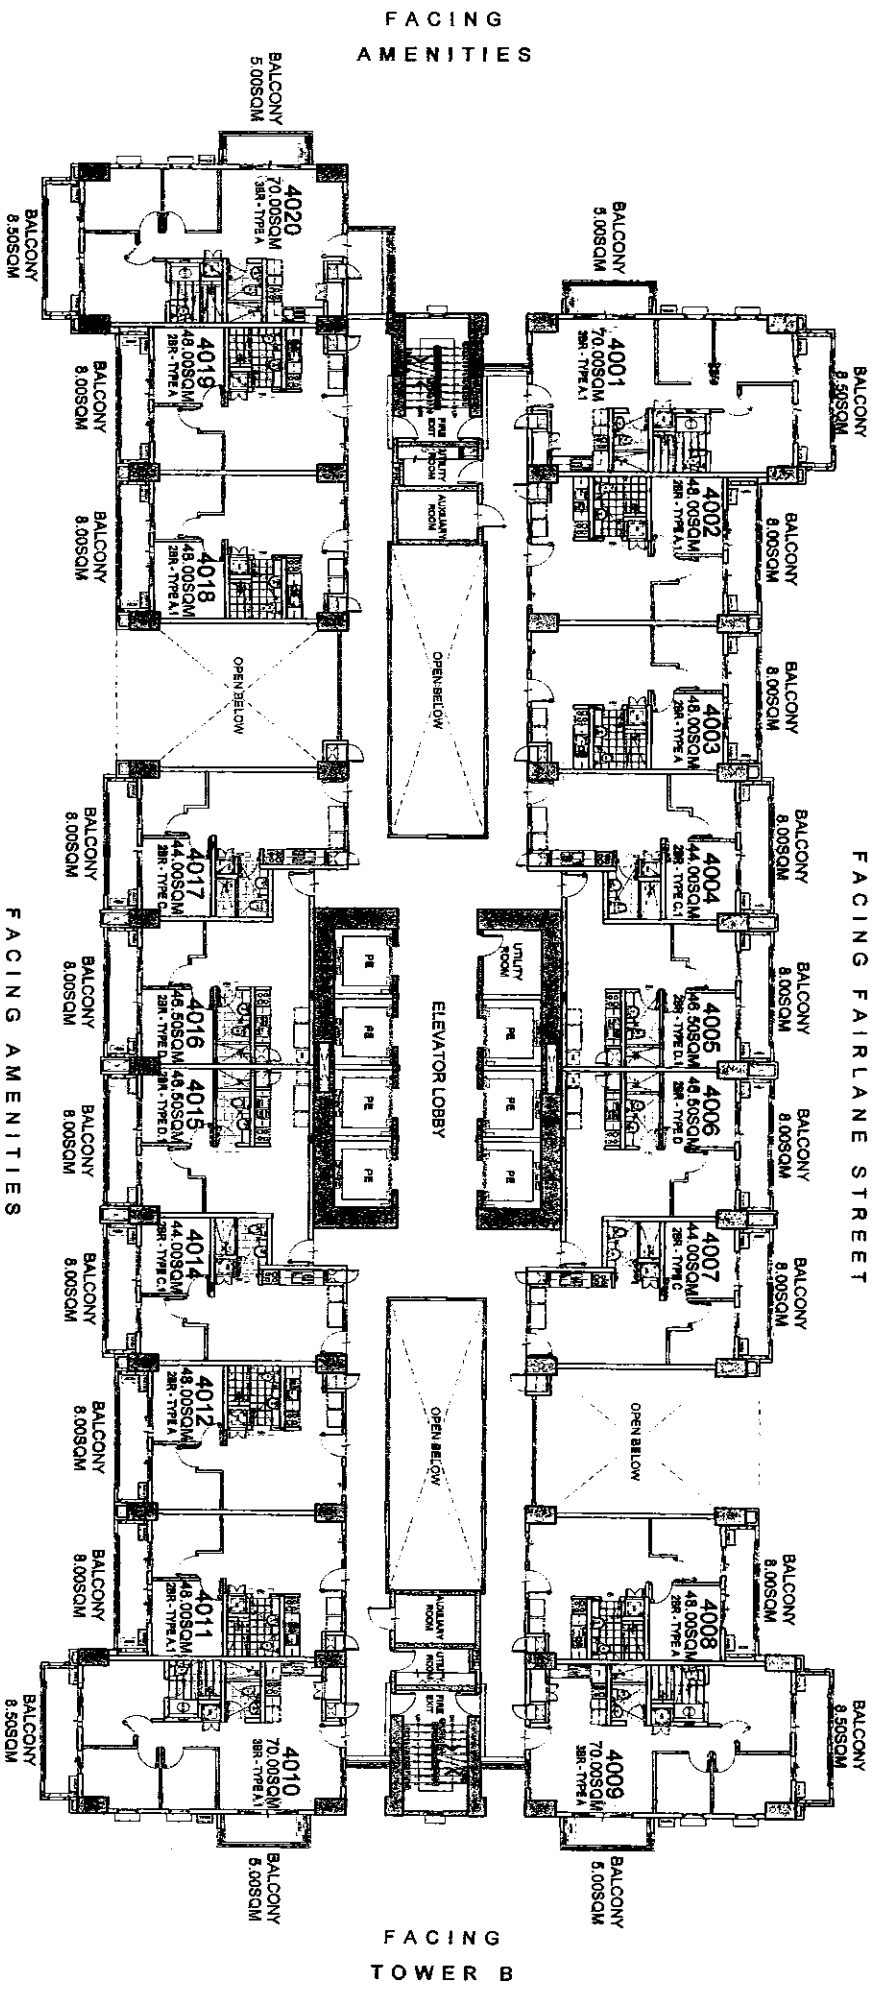 FACING
AMENITIES
BALCONY
5.00SQM
4020
70.00SQM
3BR - TYPE A
BALCONY
8.50SQM
BALCONY
5.00SQM
4001
70.00SQM
3BR - TYPE A.1
BALCONY
8.50SQM
4019
48.00SQM
2BR - TYPE A
BALCONY
8.00SQM
FIRE
EXIT
UTILITY
ROOM
AUXILIARY
ROOM
4002
48.00SQM
2BR - TYPE A.1
BALCONY
8.00SQM
4018
48.00SQM
2BR - TYPE A.1
BALCONY
8.00SQM
OPEN BELOW
OPEN BELOW
4003
48.00SQM
2BR - TYPE A
BALCONY
8.00SQM
4017
44.00SQM
2BR - TYPE C
BALCONY
8.00SQM
4004
44.00SQM
2BR - TYPE C.1
BALCONY
8.00SQM
FACING FAIRLANE STREET
FACING AMENITIES
4016
46.50SQM
2BR - TYPE D
BALCONY
8.00SQM
PE
PE
PE
PE
ELEVATOR LOBBY
UTILITY
ROOM
PE
PE
PE
4005
46.50SQM
2BR - TYPE D.1
BALCONY
8.00SQM
4015
46.50SQM
2BR - TYPE D.1
BALCONY
8.00SQM
4006
46.50SQM
2BR - TYPE D
BALCONY
8.00SQM
4014
44.00SQM
2BR - TYPE C.1
BALCONY
8.00SQM
4007
44.00SQM
2BR - TYPE C
BALCONY
8.00SQM
4012
48.00SQM
2BR - TYPE A
BALCONY
8.00SQM
OPEN BELOW
OPEN BELOW
4011
48.00SQM
2BR - TYPE A.1
BALCONY
8.00SQM
4008
48.00SQM
2BR - TYPE A
BALCONY
8.00SQM
AUXILIARY
ROOM
UTILITY
ROOM
FIRE
EXIT
4010
70.00SQM
3BR - TYPE A.1
BALCONY
8.50SQM
BALCONY
5.00SQM
4009
70.00SQM
3BR - TYPE A
BALCONY
8.50SQM
BALCONY
5.00SQM
FACING
TOWER B